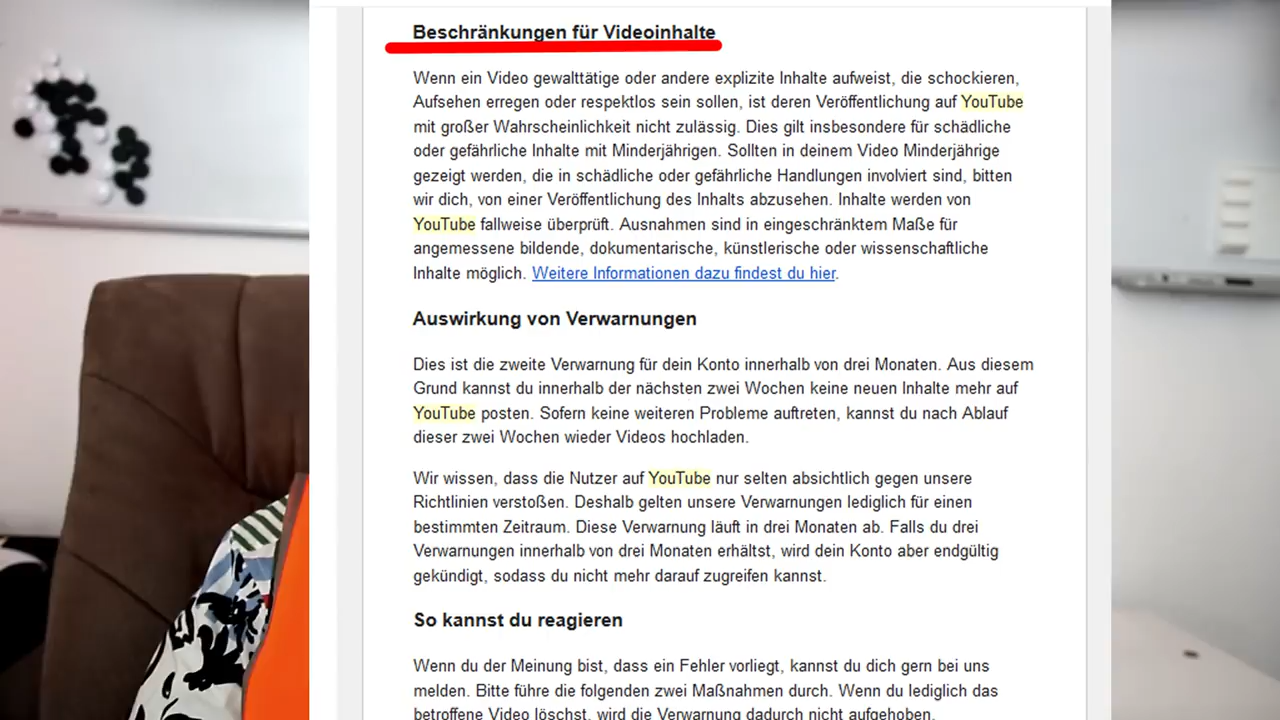 Beschränkungen für Videoinhalte
Wenn ein Video gewalttätige oder andere explizite Inhalte aufweist, die schockieren,
Aufsehen erregen oder respektlos sein sollen, ist deren Veröffentlichung auf YouTube
mit großer Wahrscheinlichkeit nicht zulässig. Dies gilt insbesondere für schädliche
oder gefährliche Inhalte mit Minderjährigen. Sollten in deinem Video Minderjährige
gezeigt werden, die in schädliche oder gefährliche Handlungen involviert sind, bitten
wir dich, von einer Veröffentlichung des Inhalts abzusehen. Inhalte werden von
YouTube fallweise überprüft. Ausnahmen sind in eingeschränktem Maße für
angemessene bildende, dokumentarische, künstlerische oder wissenschaftliche
Inhalte möglich. Weitere Informationen dazu findest du hier.
Auswirkung von Verwarnungen
Dies ist die zweite Verwarnung für dein Konto innerhalb von drei Monaten. Aus diesem
Grund kannst du innerhalb der nächsten zwei Wochen keine neuen Inhalte mehr auf
YouTube posten. Sofern keine weiteren Probleme auftreten, kannst du nach Ablauf
dieser zwei Wochen wieder Videos hochladen.
Wir wissen, dass die Nutzer auf YouTube nur selten absichtlich gegen unsere
Richtlinien verstoßen. Deshalb gelten unsere Verwarnungen lediglich für einen
bestimmten Zeitraum. Diese Verwarnung läuft in drei Monaten ab. Falls du drei
Verwarnungen innerhalb von drei Monaten erhältst, wird dein Konto aber endgültig
gekündigt, sodass du nicht mehr darauf zugreifen kannst.
So kannst du reagieren
Wenn du der Meinung bist, dass ein Fehler vorliegt, kannst du dich gern bei uns
melden. Bitte führe die folgenden zwei Maßnahmen durch. Wenn du lediglich das
betroffene Video löschst, wird die Verwarnung dadurch nicht aufgehoben.